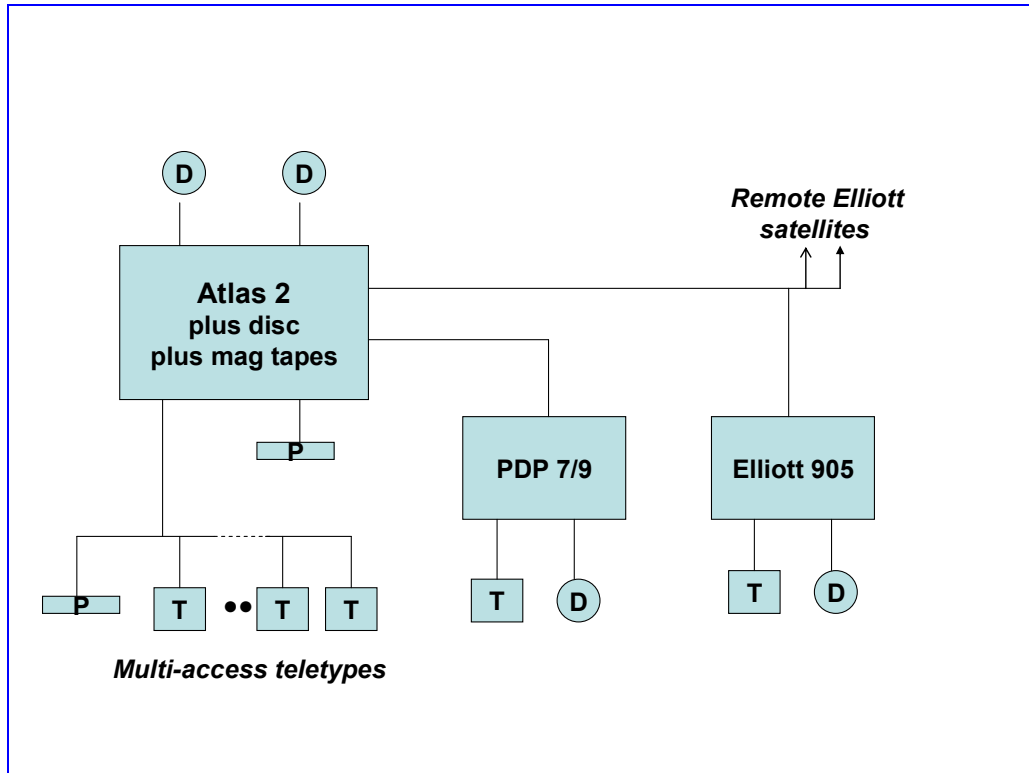 D
D
Remote Elliott
satellites
Atlas 2
plus disc
plus mag tapes
P
PDP 7/9
Elliott 905
P
T
T
T
T
D
T
D
Multi-access teletypes